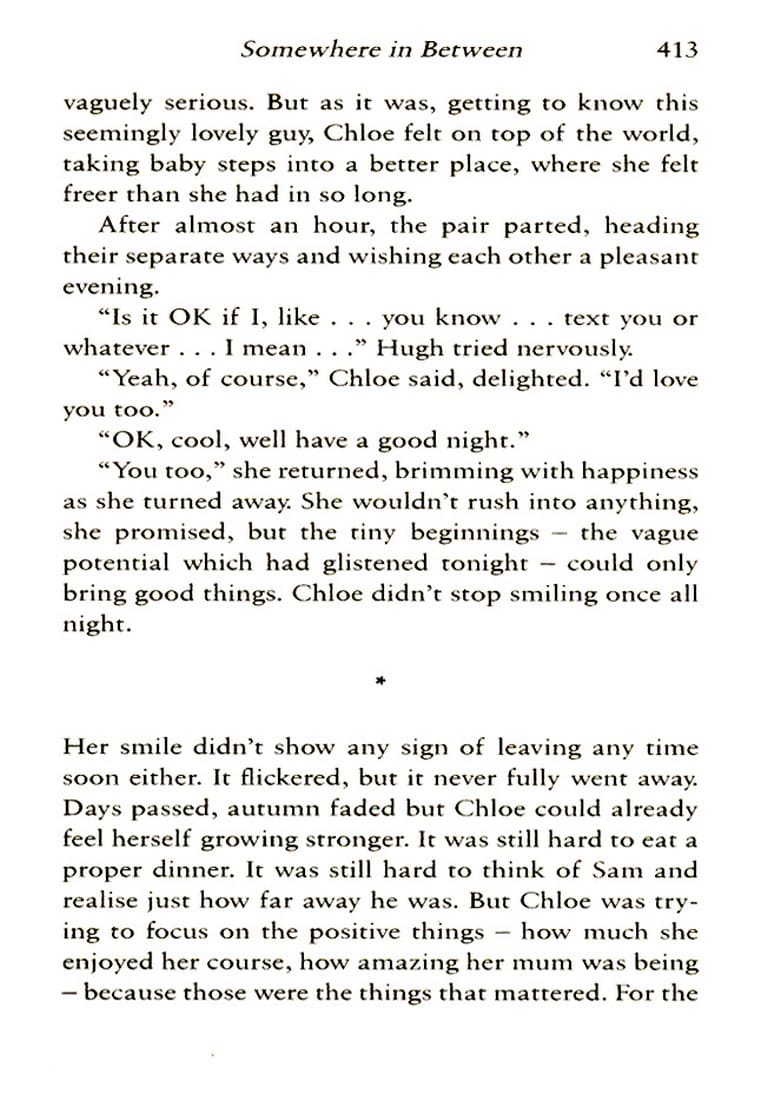 Somewhere in Between 413
vaguely serious. But as it was, getting to know this
seemingly lovely guy, Chloe felt on top of the world,
taking baby steps into a better place, where she felt
freer than she had in so long.
After almost an hour, the pair parted, heading
their separate ways and wishing each other a pleasant
evening.
“Is it OK if I, like . . . you know . . . text you or
whatever . . . I mean . . .” Hugh tried nervously.
“Yeah, of course,” Chloe said, delighted. “I’d love
you too.”
“OK, cool, well have a good night.”
“You too,” she returned, brimming with happiness
as she turned away. She wouldn’t rush into anything,
she promised, but the tiny beginnings – the vague
potential which had glistened tonight – could only
bring good things. Chloe didn’t stop smiling once all
night.
*
Her smile didn’t show any sign of leaving any time
soon either. It flickered, but it never fully went away.
Days passed, autumn faded but Chloe could already
feel herself growing stronger. It was still hard to eat a
proper dinner. It was still hard to think of Sam and
realise just how far away he was. But Chloe was try-
ing to focus on the positive things – how much she
enjoyed her course, how amazing her mum was being
– because those were the things that mattered. For the